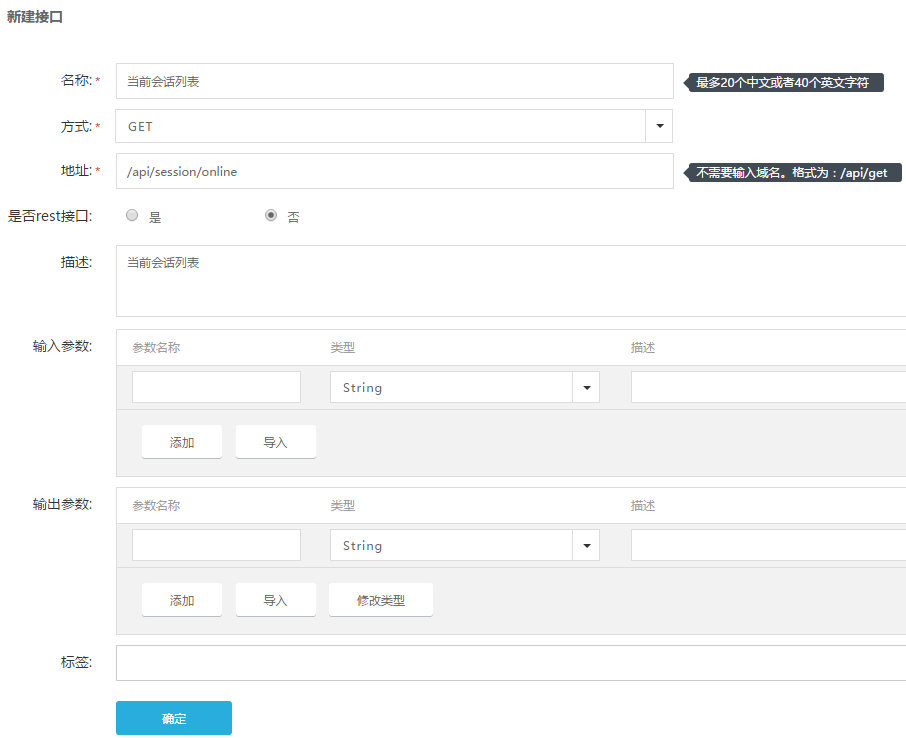 新建接口
名称:* 当前会话列表 最多20个中文或者40个英文字符
方式:* GET
地址:* /api/session/online 不需要输入域名。格式为：/api/get
是否rest接口: 是 否
描述: 当前会话列表
输入参数: 参数名称 类型 描述
String
添加 导入
输出参数: 参数名称 类型 描述
String
添加 导入 修改类型
标签:
确定